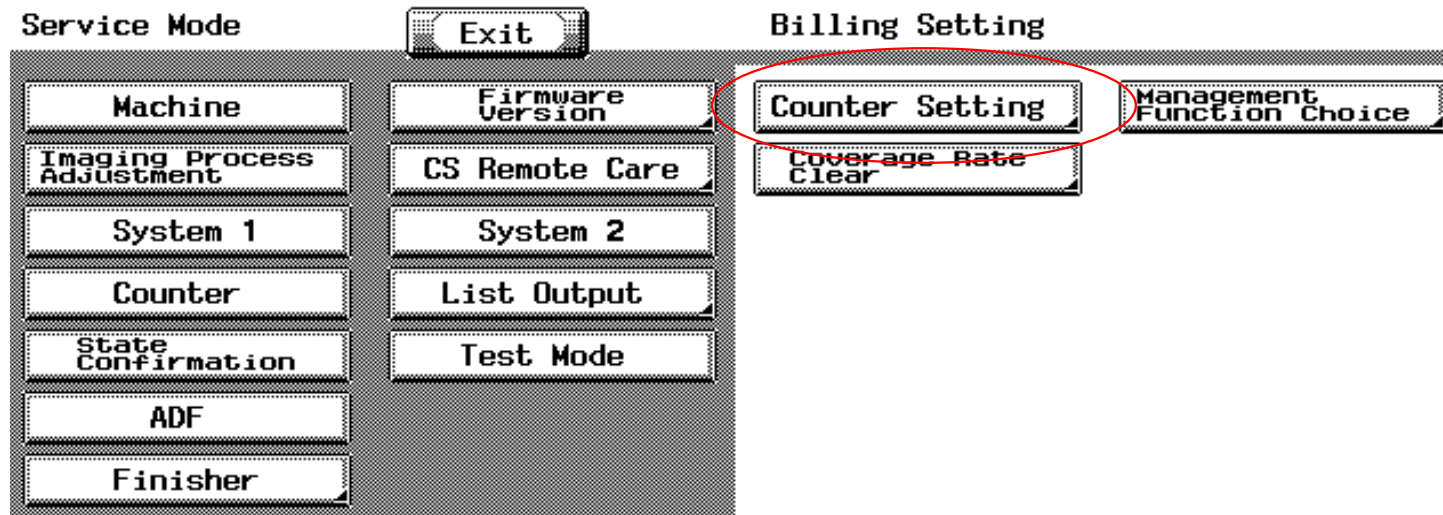 Service Mode
Exit
Billing Setting
Machine
Firmware
Version
Counter Setting
Management
Function Choice
Imaging Process
Adjustment
CS Remote Care
Coverage Rate
Clear
System 1
System 2
Counter
List Output
State
Confirmation
Test Mode
ADF
Finisher